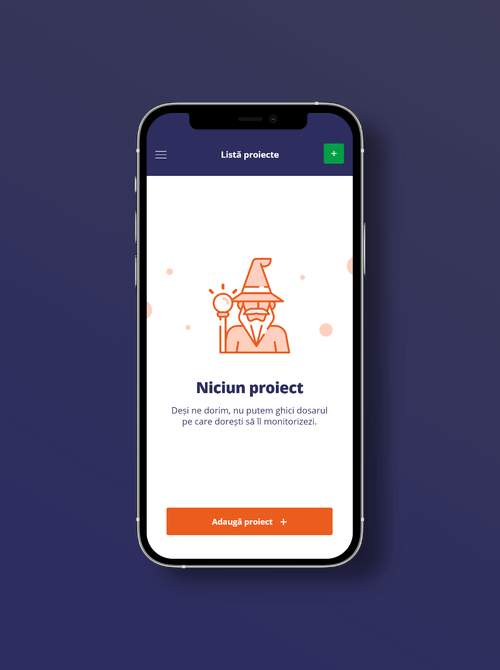 Listă proiecte
+
Niciun proiect
Deși ne dorim, nu putem ghici dosarul
pe care dorești să îl monitorizezi.
Adaugă proiect +